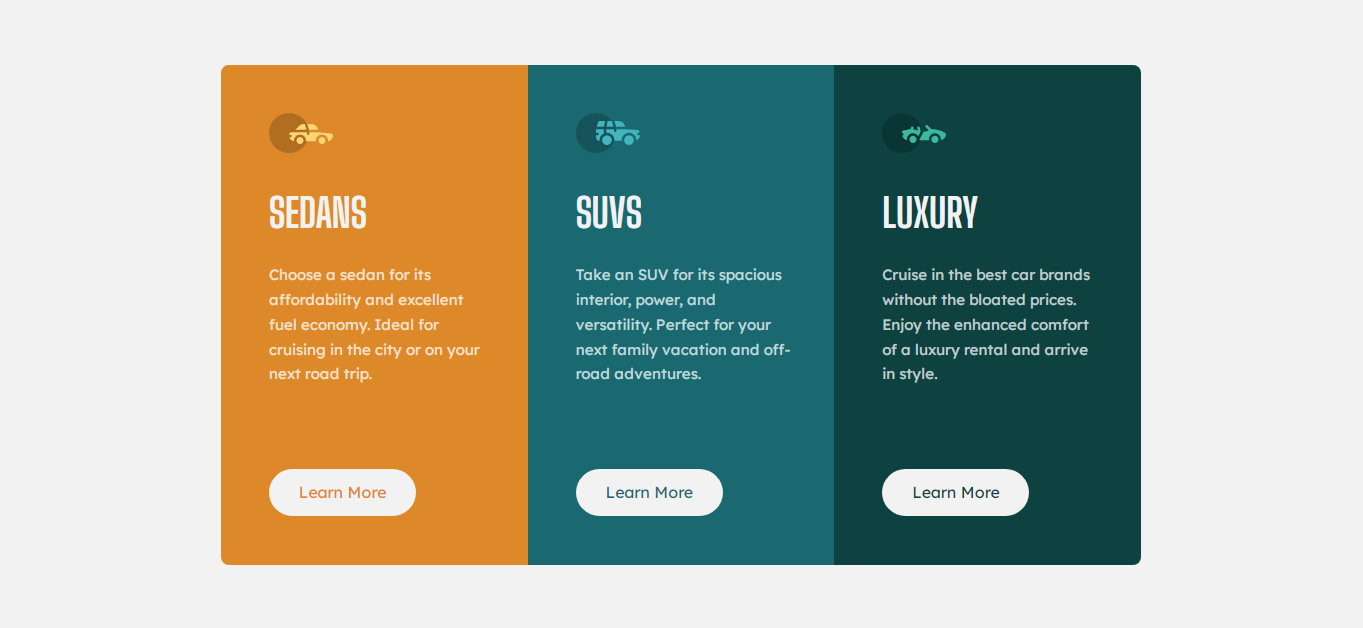 SEDANS
Choose a sedan for its
affordability and excellent
fuel economy. Ideal for
cruising in the city or on your
next road trip.
Learn More
SUVS
Take an SUV for its spacious
interior, power, and
versatility. Perfect for your
next family vacation and off-
road adventures.
Learn More
LUXURY
Cruise in the best car brands
without the bloated prices.
Enjoy the enhanced comfort
of a luxury rental and arrive
in style.
Learn More